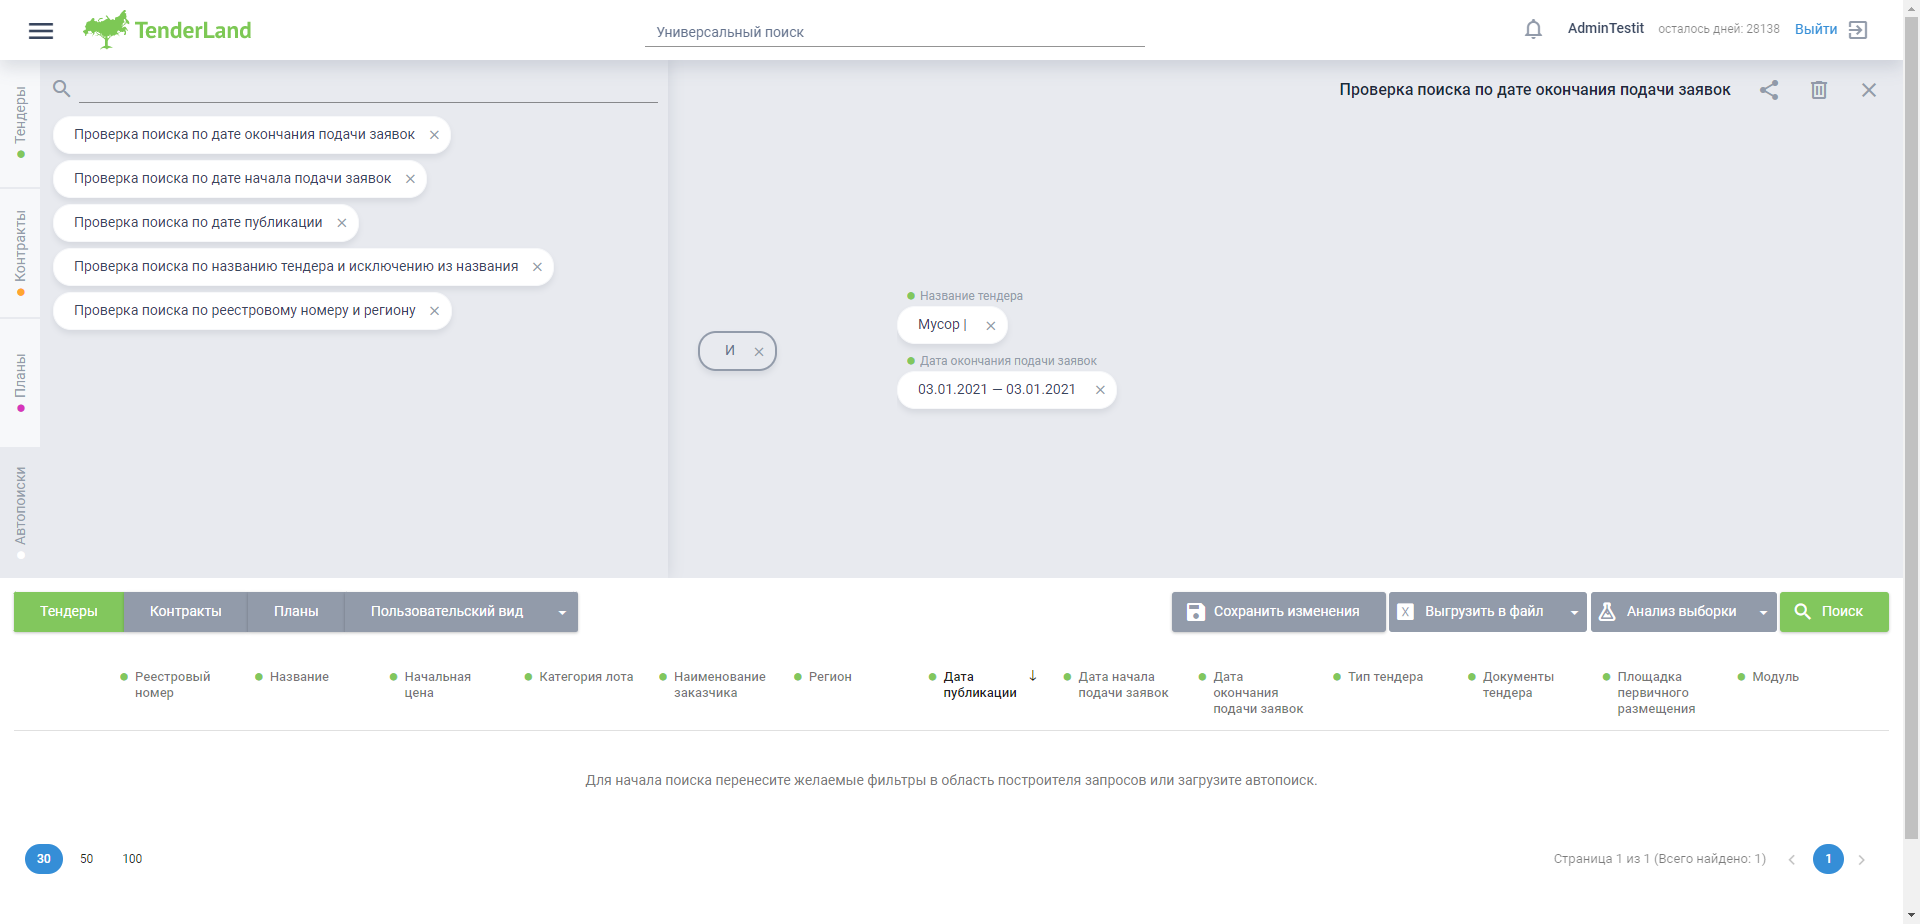 TenderLand
Универсальный поиск
AdminTestit
осталось дней: 28138
Выйти
Тендеры
Контракты
Планы
Автопоиски
Проверка поиска по дате окончания подачи заявок
Проверка поиска по дате начала подачи заявок
Проверка поиска по дате публикации
Проверка поиска по названию тендера и исключению из названия
Проверка поиска по реестровому номеру и региону
Проверка поиска по дате окончания подачи заявок
И
Название тендера
Мусор |
Дата окончания подачи заявок
03.01.2021 — 03.01.2021
Тендеры
Контракты
Планы
Пользовательский вид
Сохранить изменения
X Выгрузить в файл
Анализ выборки
Поиск
Реестровый
номер
Название
Начальная
цена
Категория лота
Наименование
заказчика
Регион
Дата
публикации
Дата начала
подачи заявок
Дата
окончания
подачи заявок
Тип тендера
Документы
тендера
Площадка
первичного
размещения
Модуль
Для начала поиска перенесите желаемые фильтры в область построителя запросов или загрузите автопоиск.
30 50 100
Страница 1 из 1 (Всего найдено: 1)
1